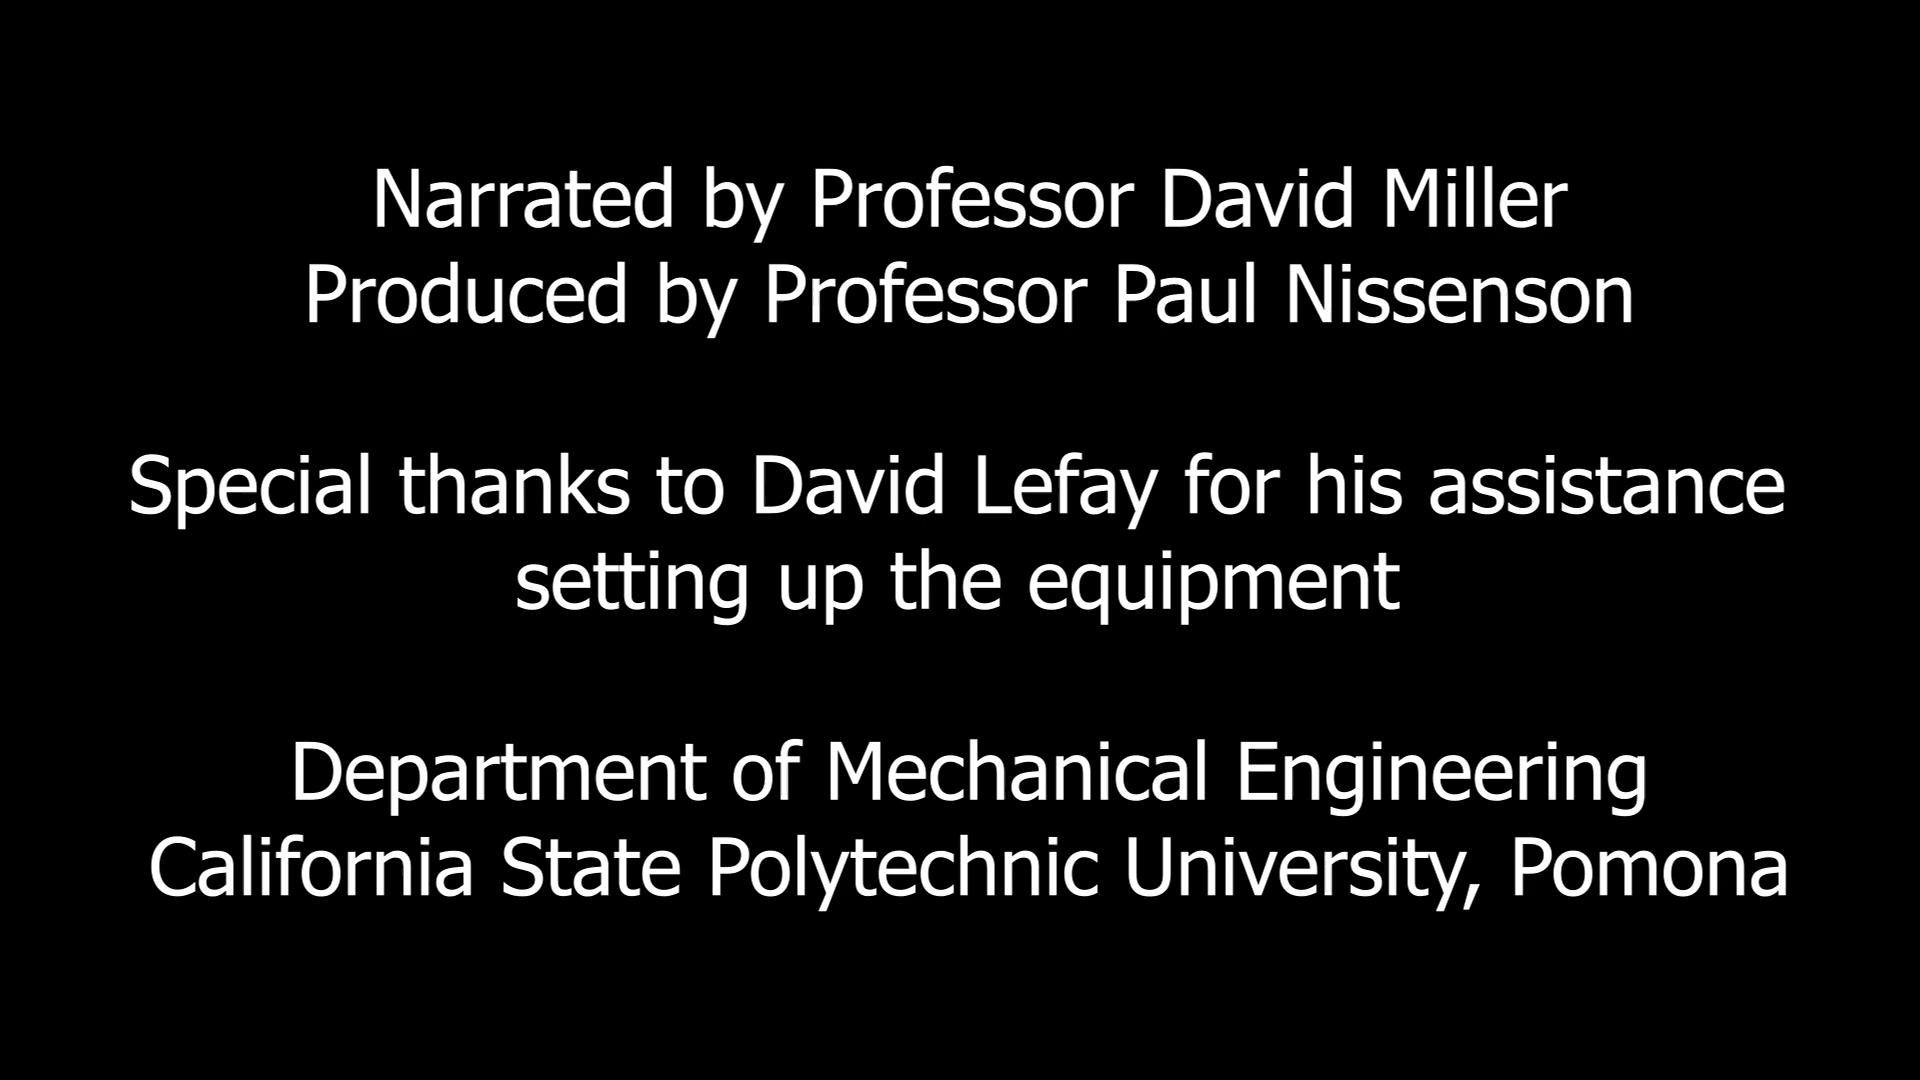 Narrated by Professor David Miller
Produced by Professor Paul Nissenson
Special thanks to David Lefay for his assistance
setting up the equipment
Department of Mechanical Engineering
California State Polytechnic University, Pomona